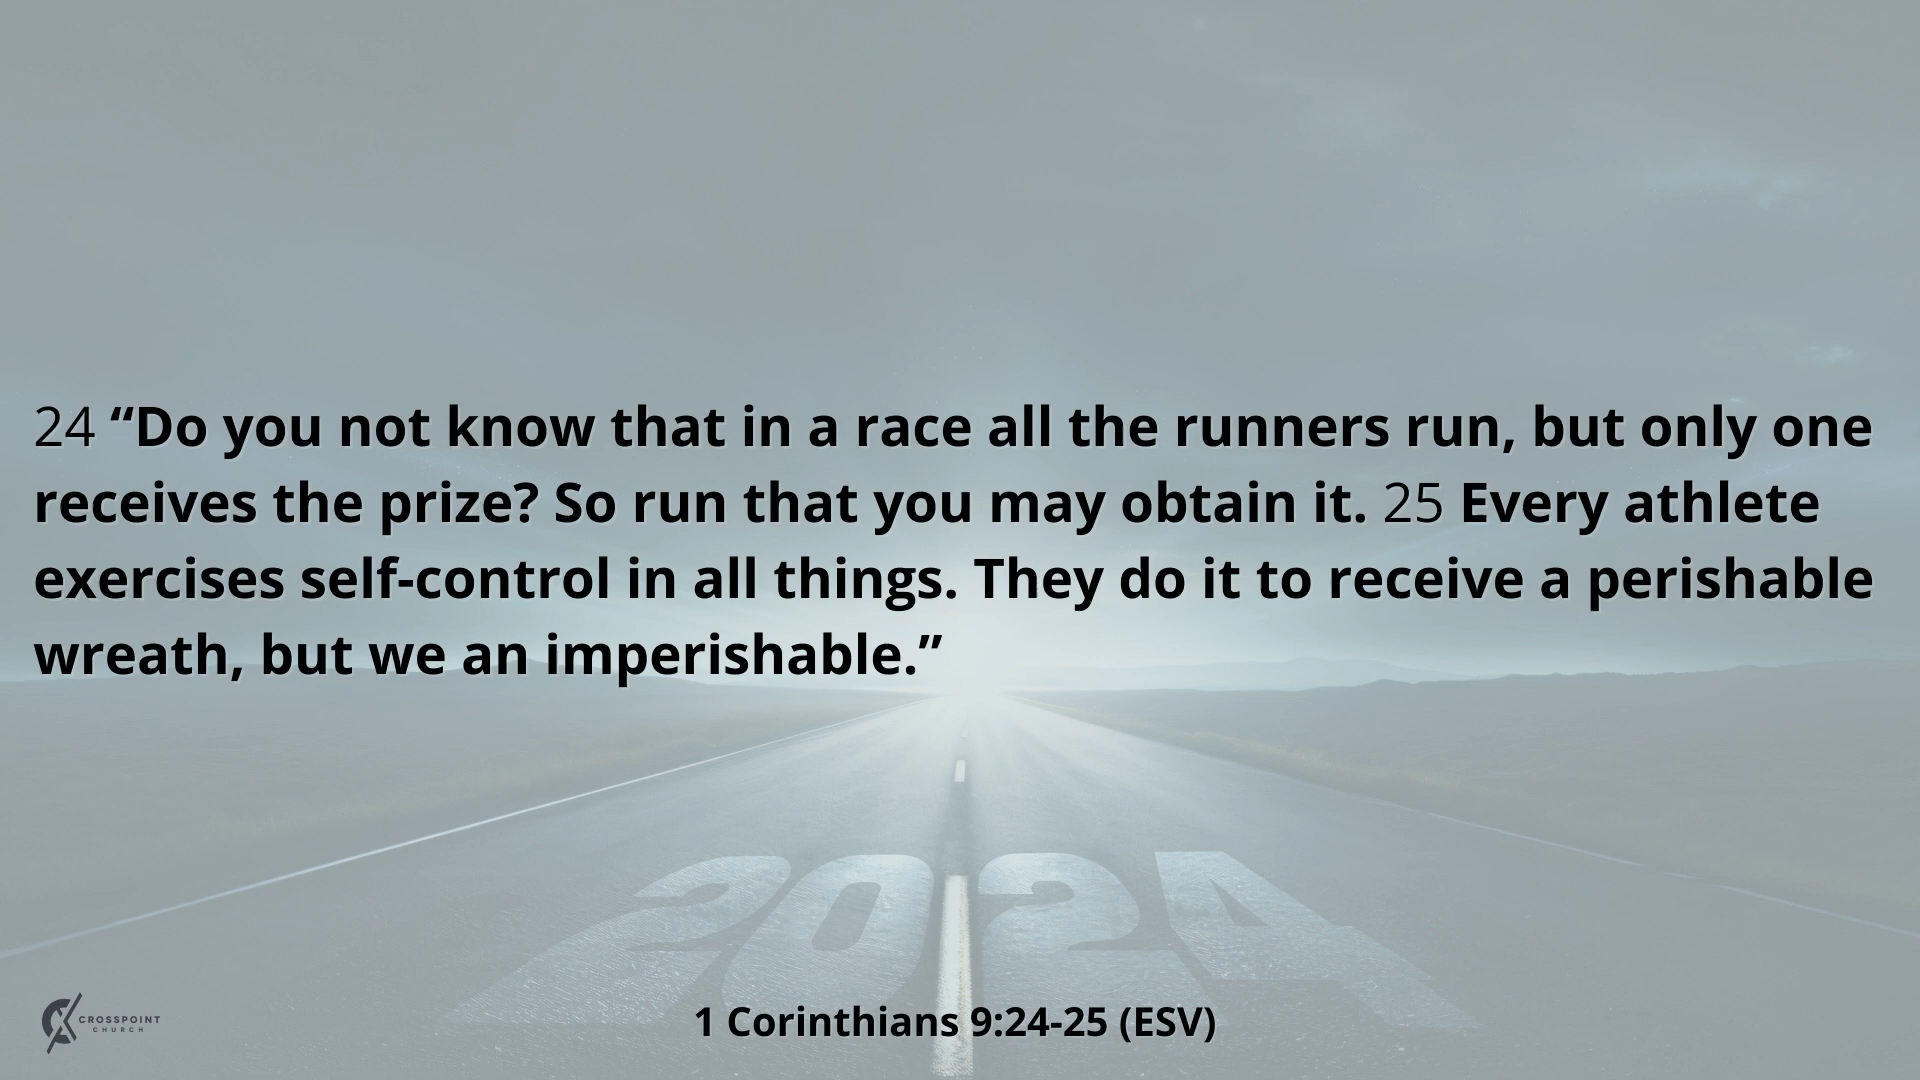 24 “Do you not know that in a race all the runners run, but only one
receives the prize? So run that you may obtain it. 25 Every athlete
exercises self-control in all things. They do it to receive a perishable
wreath, but we an imperishable.”
2024
CROSSPOINT
CHURCH
1 Corinthians 9:24-25 (ESV)